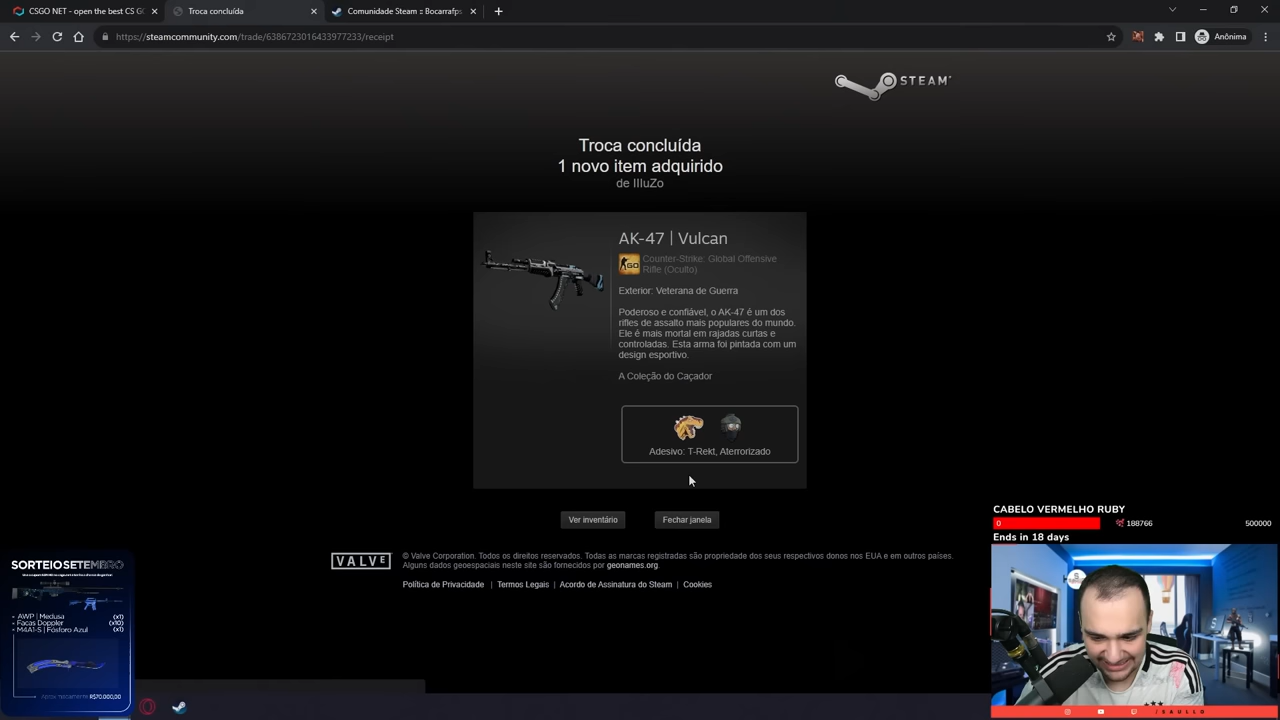 CSGO NET - open the best CS GO
Troca concluída
Comunidade Steam :: Bocarrafps
https://steamcommunity.com/trade/6386723016433977233/receipt
Anônima
STEAM
Troca concluída
1 novo item adquirido
de IlluZo
AK-47 | Vulcan
GO
Counter-Strike: Global Offensive
Rifle (Oculto)
Exterior: Veterana de Guerra
Poderoso e confiável, o AK-47 é um dos
rifles de assalto mais populares do mundo.
Ele é mais mortal em rajadas curtas e
controladas. Esta arma foi pintada com um
design esportivo.
A Coleção do Caçador
Adesivo: T-Rekt, Aterrorizado
Ver inventário
Fechar janela
VALVE
© Valve Corporation. Todos os direitos reservados. Todas as marcas registradas são propriedade dos seus respectivos donos nos EUA e em outros países.
Alguns dados geoespaciais neste site são fornecidos por geonames.org.
Política de Privacidade | Termos Legais | Acordo de Assinatura do Steam | Cookies
CABELO VERMELHO RUBY
0 188766 500000
Ends in 18 days
SORTEIO SETEMBRO
AWP | Medusa (x1)
Facas Doppler (x10)
M4A1-S | Fósforo Azul (x1)
R$70.000,00